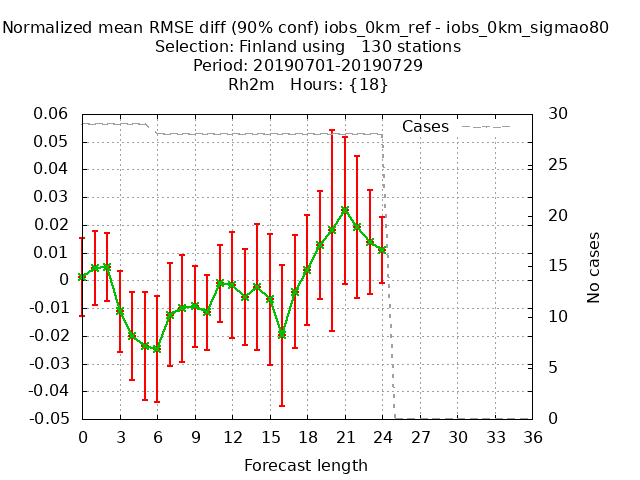 Normalized mean RMSE diff (90% conf) iobs_0km_ref - iobs_0km_sigmao80
Selection: Finland using   130 stations
Period: 20190701-20190729
Rh2m   Hours: {18}
Cases
0.06
0.05
0.04
0.03
0.02
0.01
0
-0.01
-0.02
-0.03
-0.04
-0.05
30
25
20
15
10
5
0
No cases
0 3 6 9 12 15 18 21 24 27 30 33 36
Forecast length